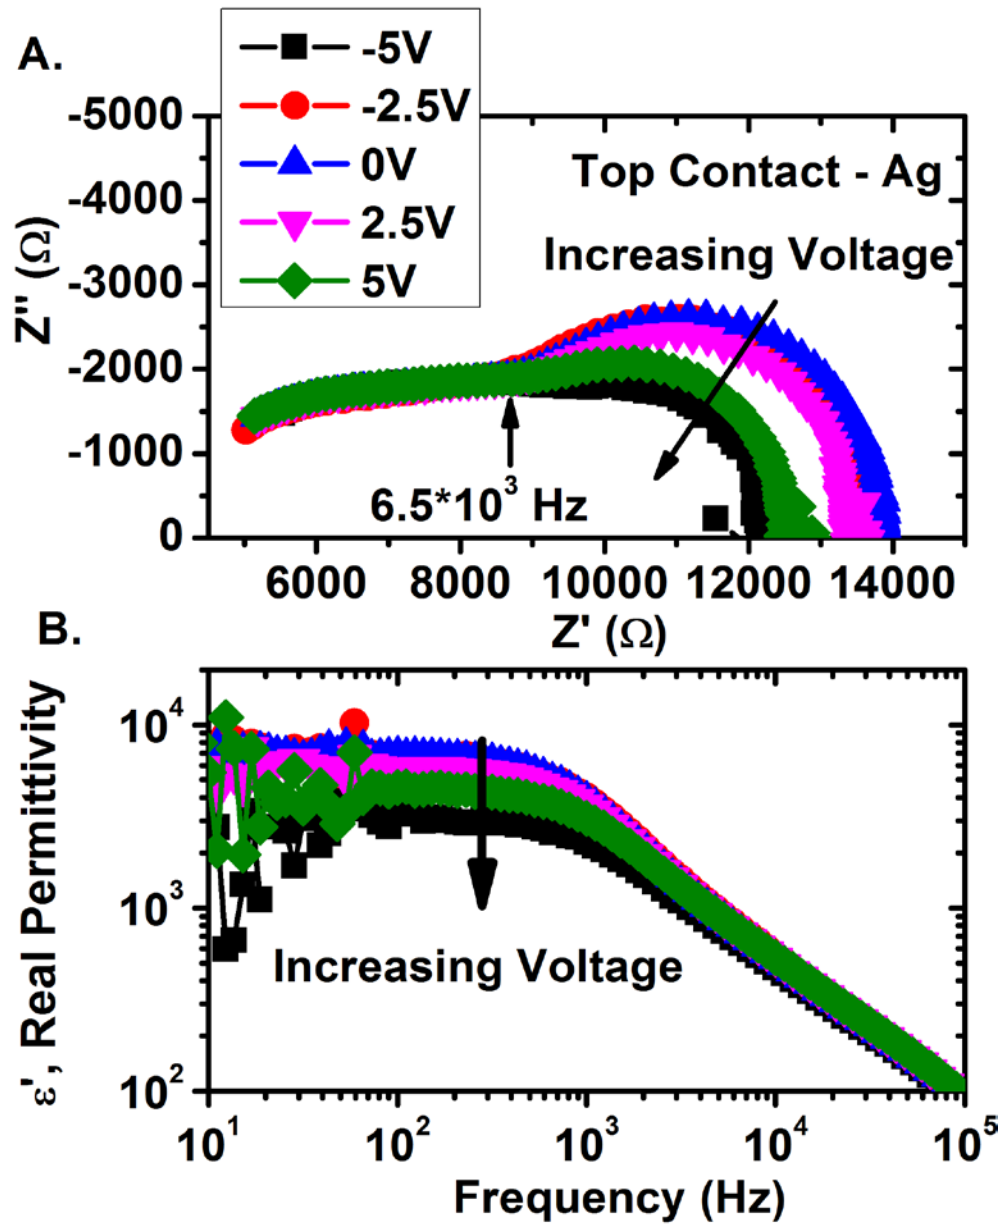 A.
-5V
-2.5V
0V
2.5V
5V
Top Contact - Ag
Increasing Voltage
6.5*10³ Hz
-5000
-4000
-3000
-2000
-1000
0
Z'' (Ω)
6000 8000 10000 12000 14000
Z' (Ω)
B.
10⁴
10³
10²
ε', Real Permittivity
Increasing Voltage
10¹ 10² 10³ 10⁴ 10⁵
Frequency (Hz)